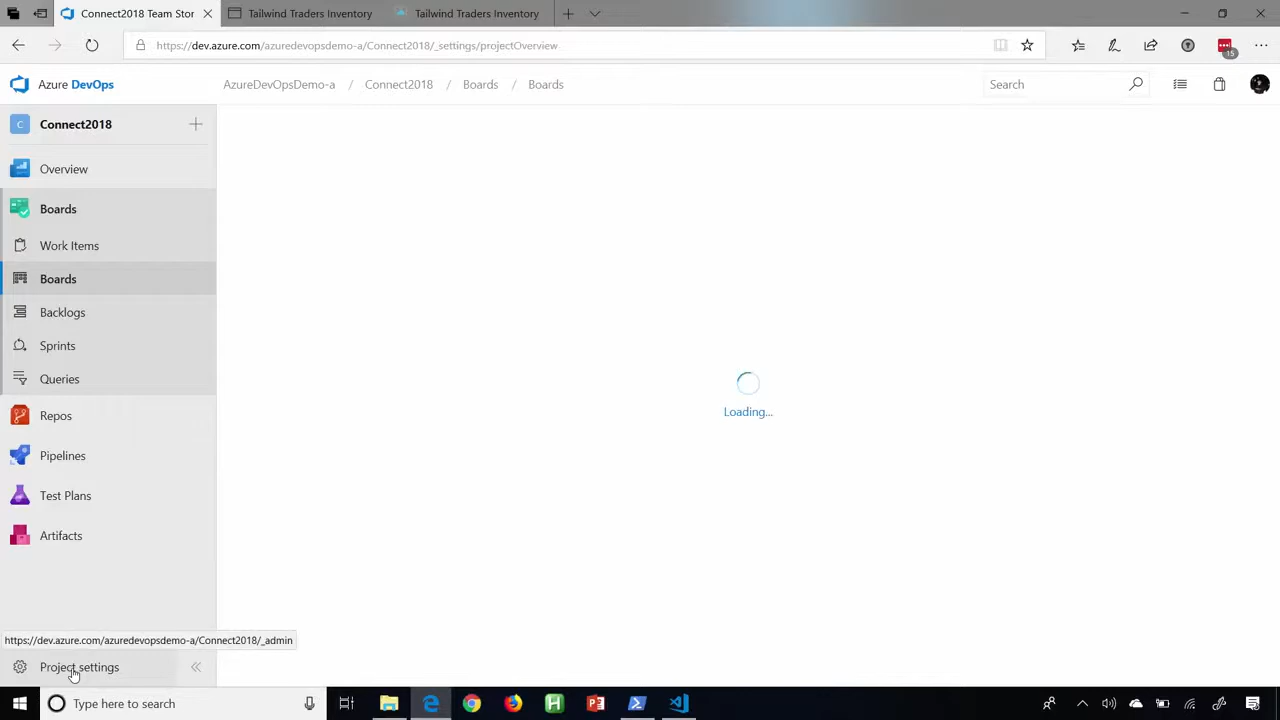 Connect2018 Team Stor
Tailwind Traders Inventory
Tailwind Traders Inventory
https://dev.azure.com/azuredevopsdemo-a/Connect2018/_settings/projectOverview
15
Azure DevOps
AzureDevOpsDemo-a / Connect2018 / Boards / Boards
Search
C Connect2018
Overview
Boards
Work Items
Boards
Backlogs
Sprints
Queries
Repos
Pipelines
Test Plans
Artifacts
Loading...
https://dev.azure.com/azuredevopsdemo-a/Connect2018/_admin
Project settings
Type here to search